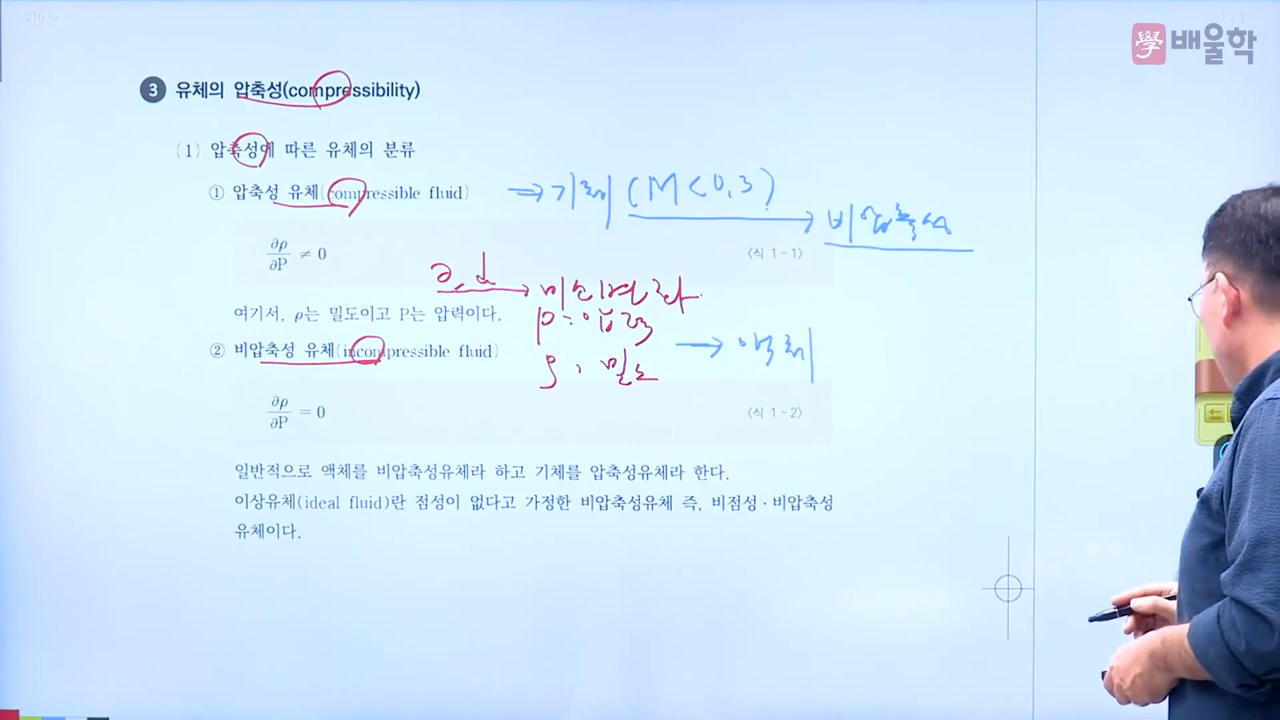 210 %
1 / 1
學 배울학
3 유체의 압축성(compressibility)
(1) 압축성에 따른 유체의 분류
① 압축성 유체(compressible fluid)
⇒ 기체 (M<0.3) → 비압축성
∂ρ/∂P ≠ 0 〈식 1-1〉
∂, d → 미소변화
여기서, ρ는 밀도이고 P는 압력이다.
p : 압력
② 비압축성 유체(incompressible fluid)
→ 액체
ρ : 밀도
∂ρ/∂P = 0 〈식 1-2〉
일반적으로 액체를 비압축성유체라 하고 기체를 압축성유체라 한다.
이상유체(ideal fluid)란 점성이 없다고 가정한 비압축성유체 즉, 비점성·비압축성
유체이다.